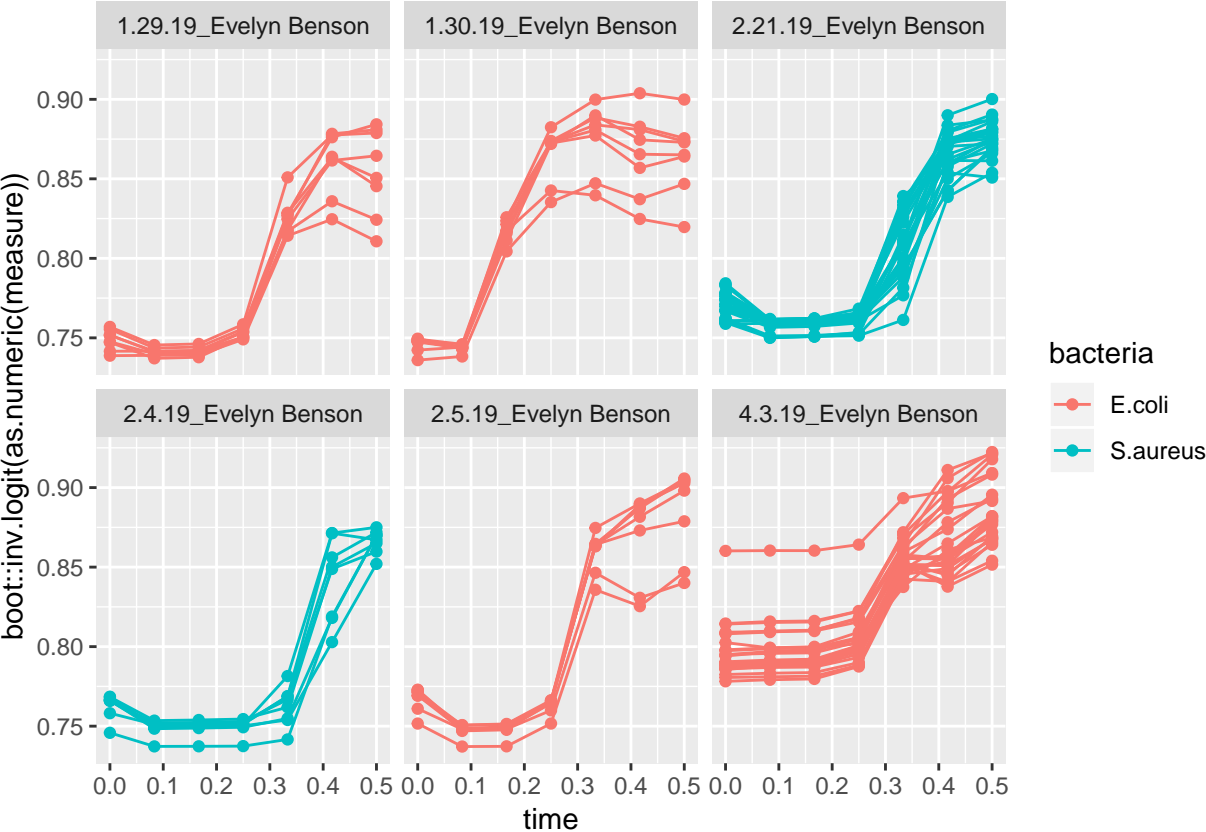 1.29.19_Evelyn Benson 1.30.19_Evelyn Benson 2.21.19_Evelyn Benson
0.90
0.85
0.80
0.75
2.4.19_Evelyn Benson 2.5.19_Evelyn Benson 4.3.19_Evelyn Benson
0.90
0.85
0.80
0.75
0.0 0.1 0.2 0.3 0.4 0.5 0.0 0.1 0.2 0.3 0.4 0.5 0.0 0.1 0.2 0.3 0.4 0.5
time
boot::inv.logit(as.numeric(measure))
bacteria
E.coli
S.aureus